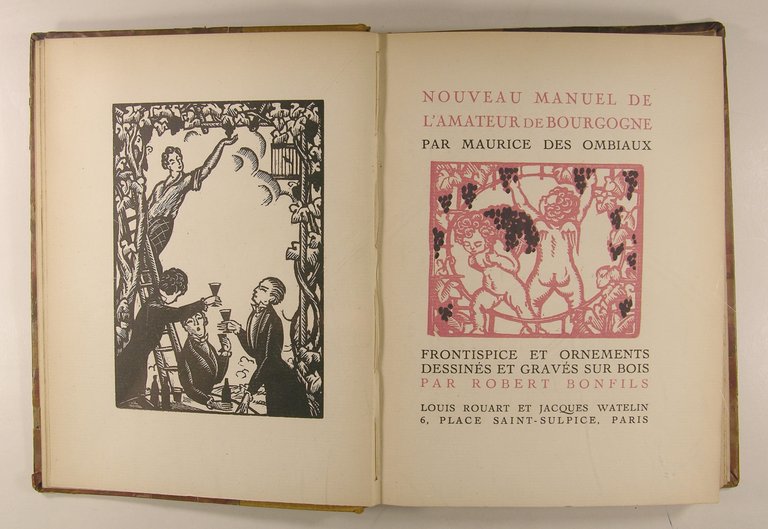 NOUVEAU MANUEL DE
L'AMATEUR DE BOURGOGNE
PAR MAURICE DES OMBIAUX
FRONTISPICE ET ORNEMENTS
DESSINÉS ET GRAVÉS SUR BOIS
PAR ROBERT BONFILS
LOUIS ROUART ET JACQUES WATELIN
6, PLACE SAINT-SULPICE, PARIS